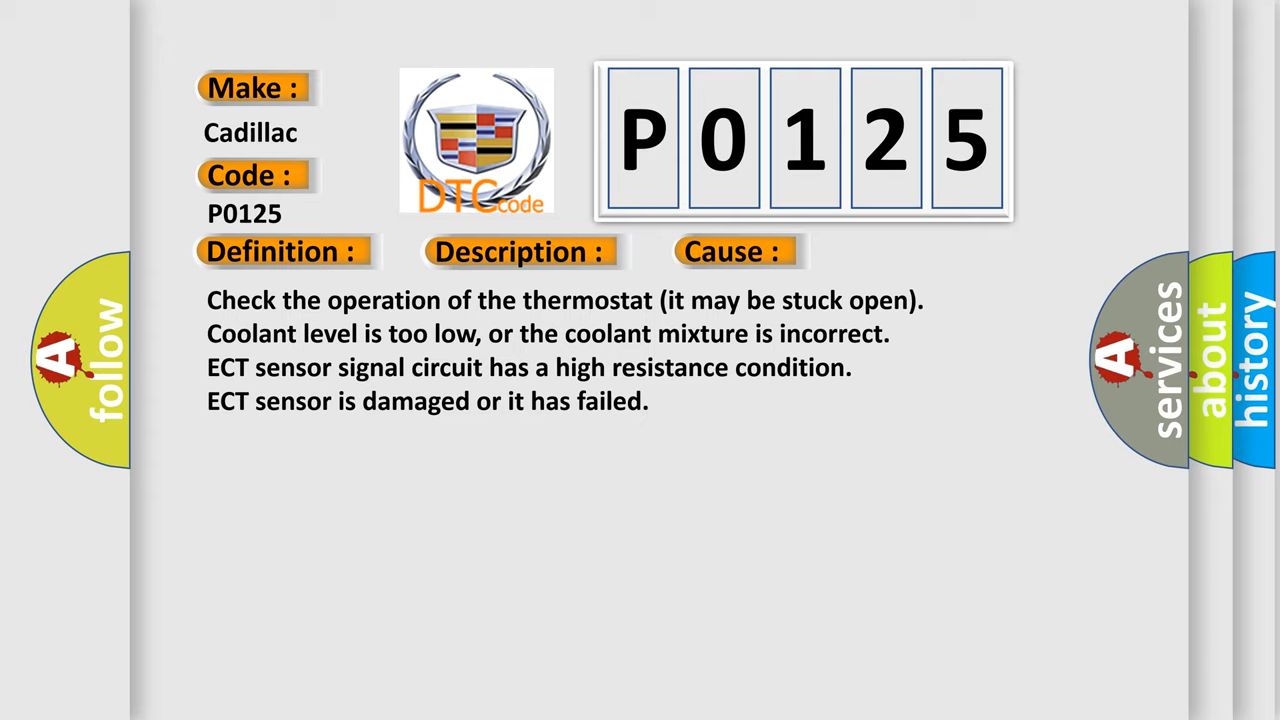 Make :
Cadillac
Code :
P0125
DTCcode
P0125
Definition :
Description :
Cause :
Check the operation of the thermostat (it may be stuck open).
Coolant level is too low, or the coolant mixture is incorrect.
ECT sensor signal circuit has a high resistance condition.
ECT sensor is damaged or it has failed.
A
follow
A
services
about
history